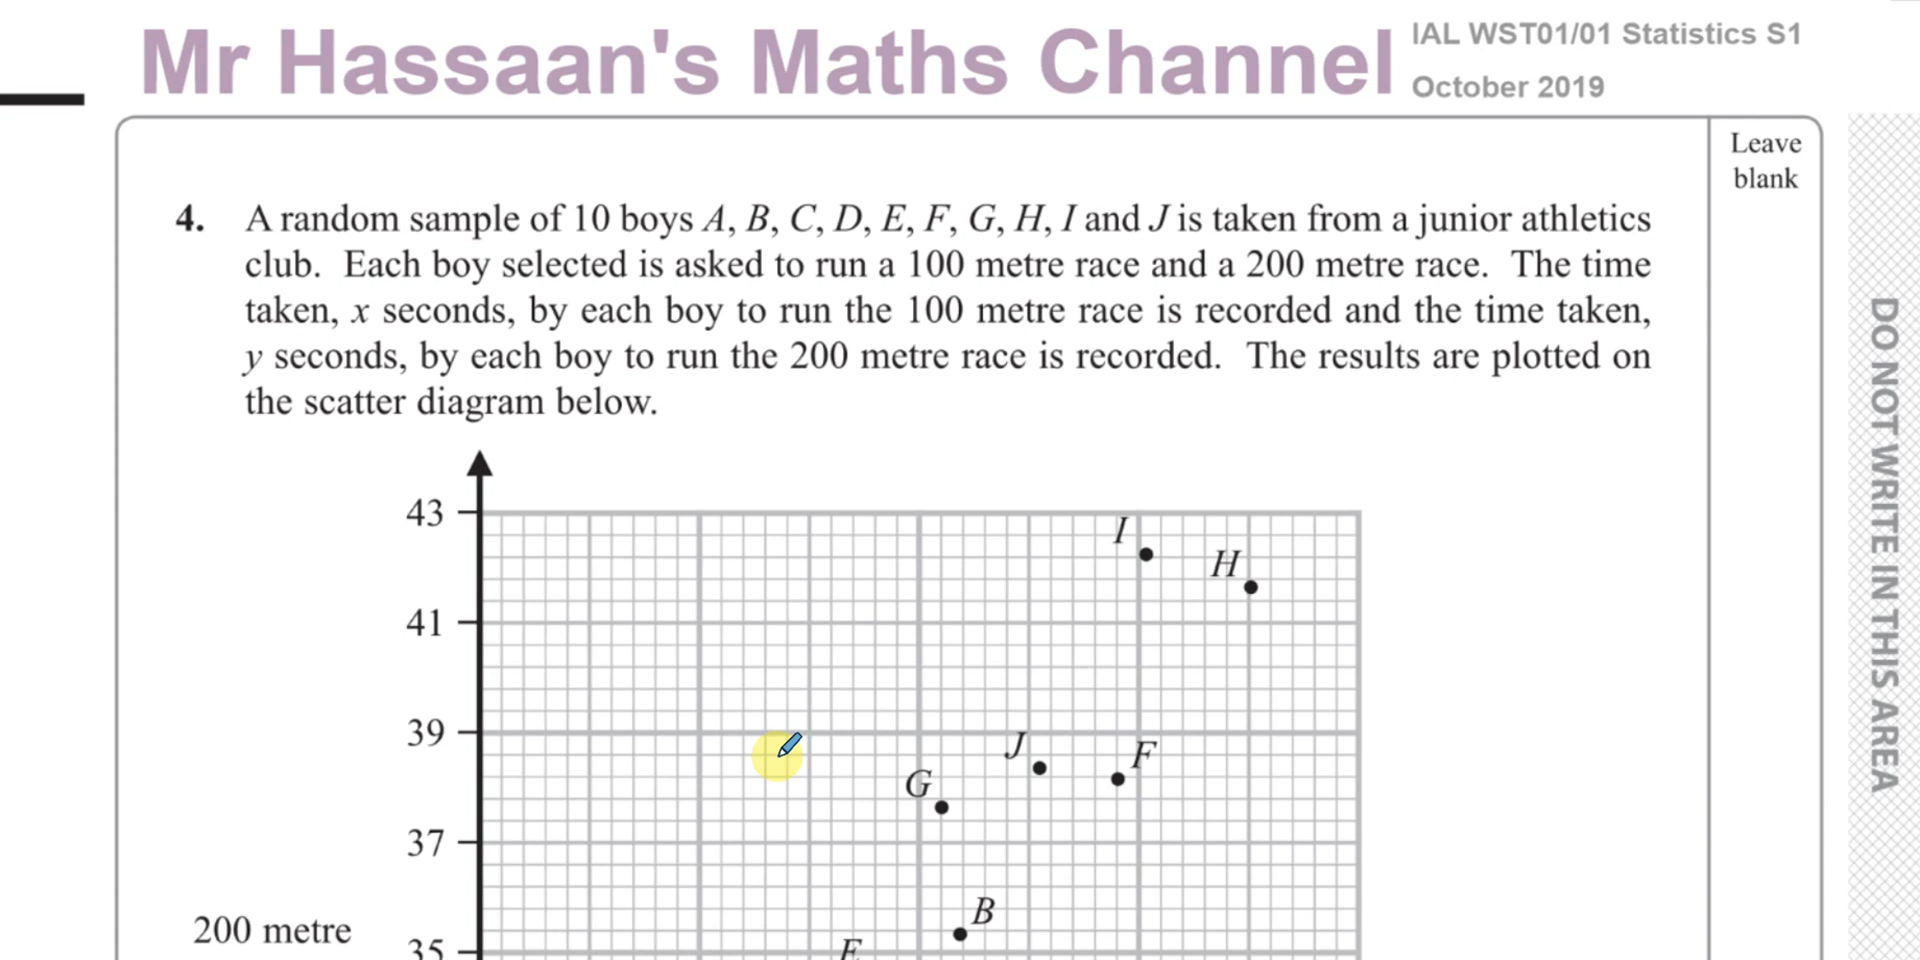 Mr Hassaan's Maths Channel
IAL WST01/01 Statistics S1
October 2019
Leave
blank
4. A random sample of 10 boys A, B, C, D, E, F, G, H, I and J is taken from a junior athletics
club. Each boy selected is asked to run a 100 metre race and a 200 metre race. The time
taken, x seconds, by each boy to run the 100 metre race is recorded and the time taken,
y seconds, by each boy to run the 200 metre race is recorded. The results are plotted on
the scatter diagram below.
43
I
H
41
39
J
F
G
37
B
200 metre
35
E
DO NOT WRITE IN THIS AREA